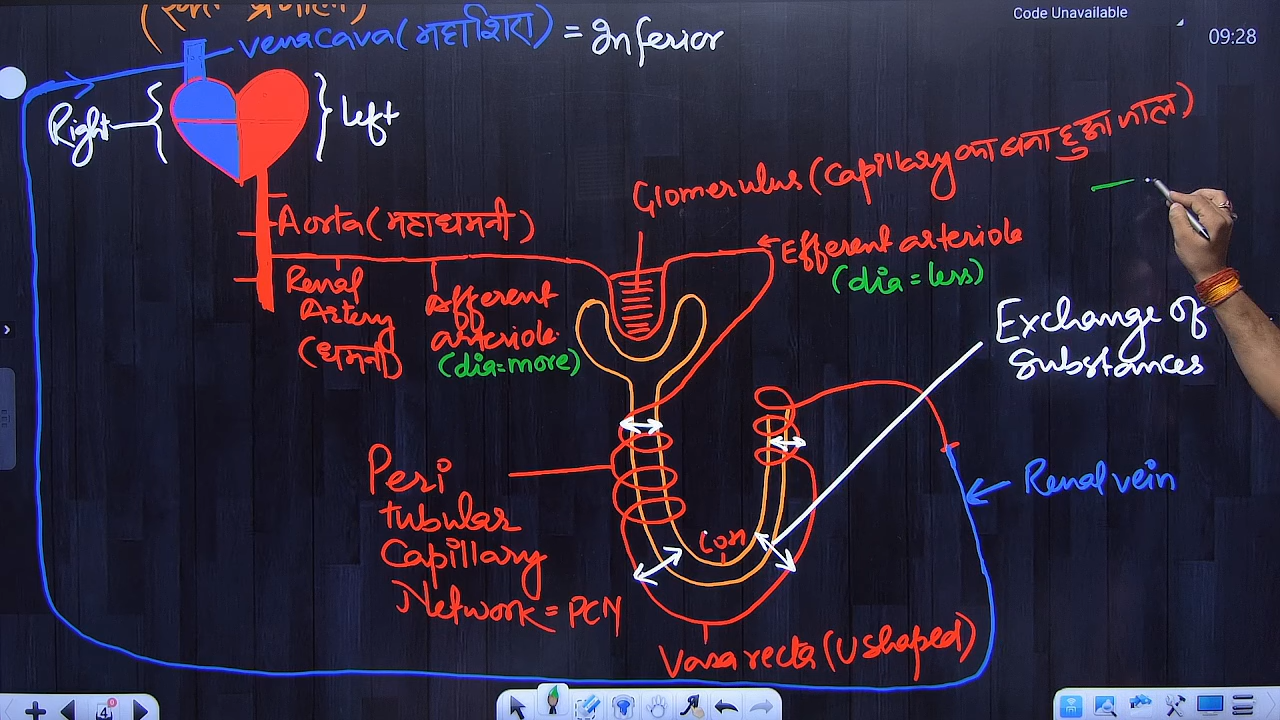 Code Unavailable
09:28
venacava (महाशिरा) = Inferior
Right
left
Glomerulus (Capillary का बना हुआ जाल)
Aorta (महाधमनी)
Efferent arteriole
(dia = less)
Renal
Artery
(धमनी)
Afferent
arteriole
(dia=more)
Exchange of
Substances
Peri
tubular
Capillary
Network = PCN
Renal vein
Vasa recta (U shaped)
4